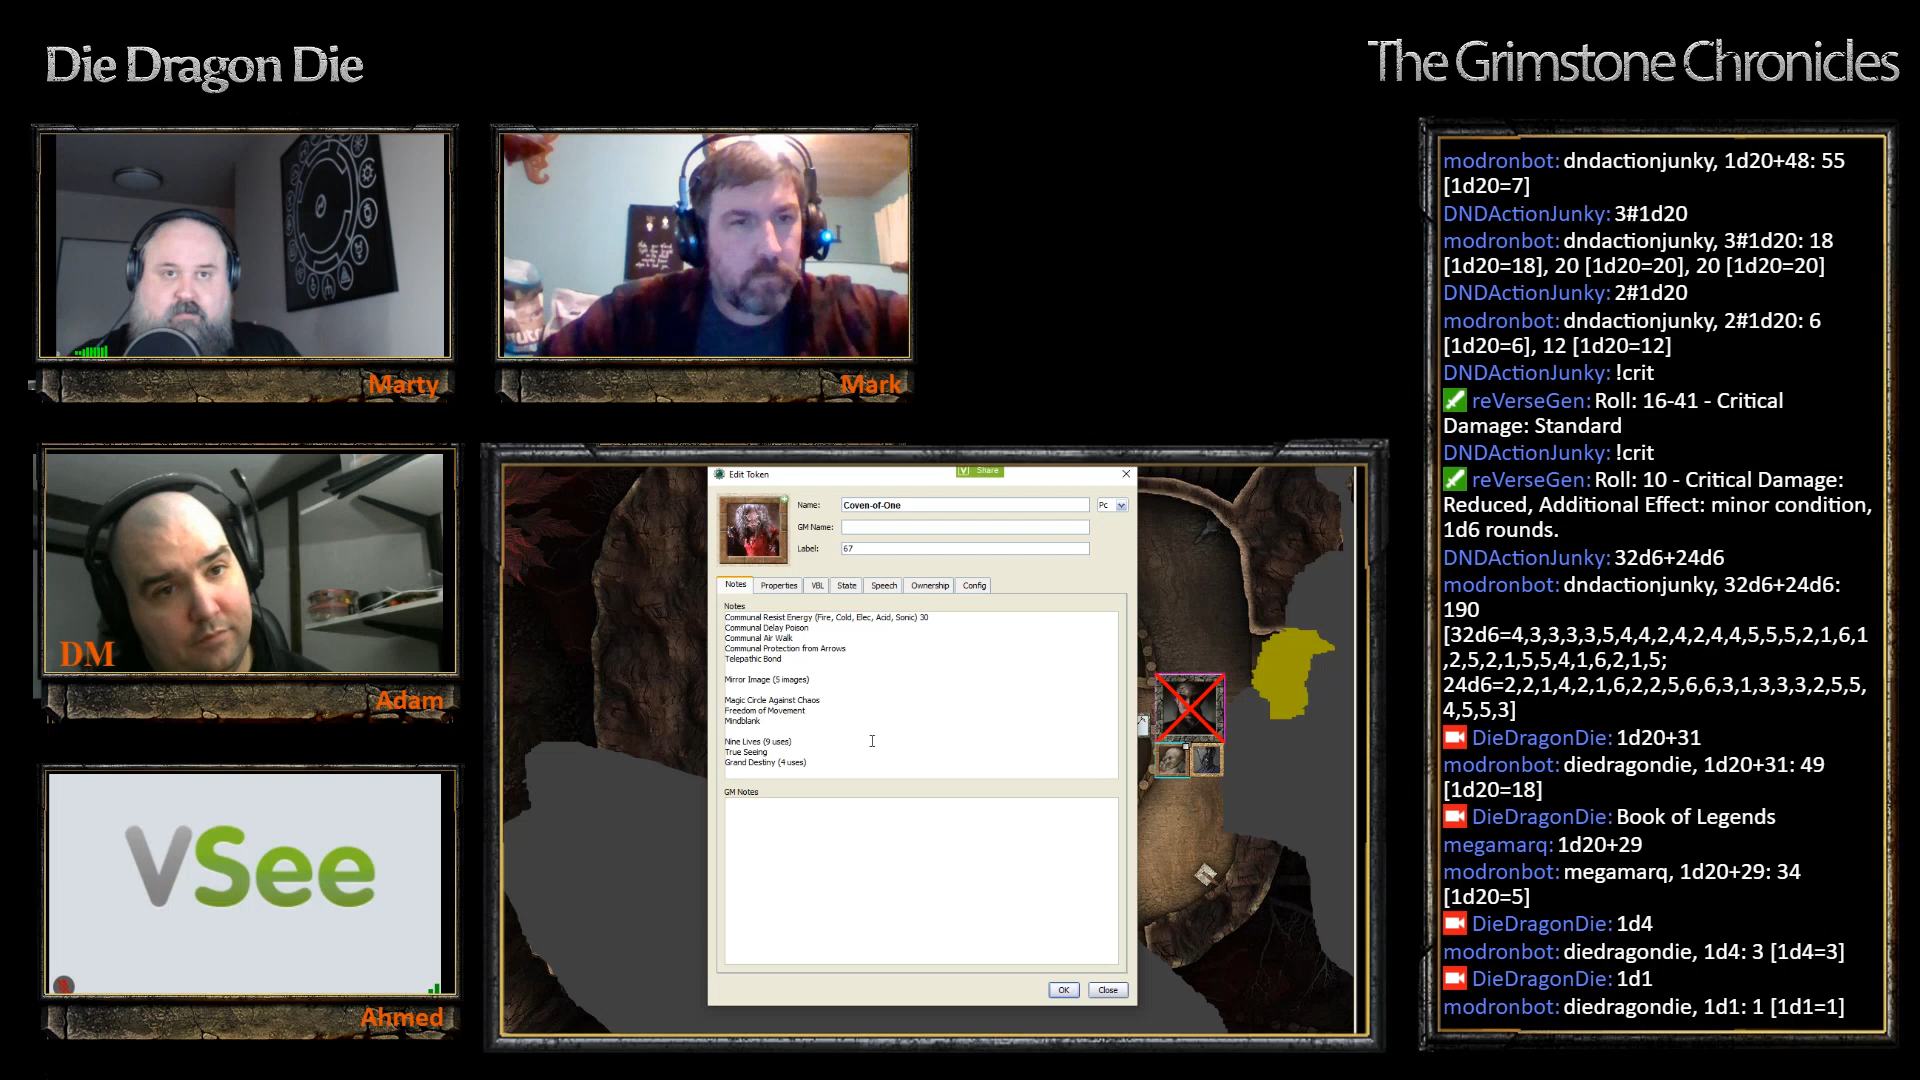 Die Dragon Die
The Grimstone Chronicles
Marty
Mark
DM
Adam
VSee
Ahmed
Edit Token
V Share
Name: Coven-of-One Pc
GM Name:
Label: 67
Notes Properties VBL State Speech Ownership Config
Notes
Communal Resist Energy (Fire, Cold, Elec, Acid, Sonic) 30
Communal Delay Poison
Communal Air Walk
Communal Protection from Arrows
Telepathic Bond
Mirror Image (5 images)
Magic Circle Against Chaos
Freedom of Movement
Mindblank
Nine Lives (9 uses)
True Seeing
Grand Destiny (4 uses)
GM Notes
OK Close
modronbot: dndactionjunky, 1d20+48: 55
[1d20=7]
DNDActionJunky: 3#1d20
modronbot: dndactionjunky, 3#1d20: 18
[1d20=18], 20 [1d20=20], 20 [1d20=20]
DNDActionJunky: 2#1d20
modronbot: dndactionjunky, 2#1d20: 6
[1d20=6], 12 [1d20=12]
DNDActionJunky: !crit
reVerseGen: Roll: 16-41 - Critical
Damage: Standard
DNDActionJunky: !crit
reVerseGen: Roll: 10 - Critical Damage:
Reduced, Additional Effect: minor condition,
1d6 rounds.
DNDActionJunky: 32d6+24d6
modronbot: dndactionjunky, 32d6+24d6:
190
[32d6=4,3,3,3,3,5,4,4,2,4,2,4,4,5,5,5,2,1,6,1
,2,5,2,1,5,5,4,1,6,2,1,5;
24d6=2,2,1,4,2,1,6,2,2,5,6,6,3,1,3,3,3,2,5,5,
4,5,5,3]
DieDragonDie: 1d20+31
modronbot: diedragondie, 1d20+31: 49
[1d20=18]
DieDragonDie: Book of Legends
megamarq: 1d20+29
modronbot: megamarq, 1d20+29: 34
[1d20=5]
DieDragonDie: 1d4
modronbot: diedragondie, 1d4: 3 [1d4=3]
DieDragonDie: 1d1
modronbot: diedragondie, 1d1: 1 [1d1=1]